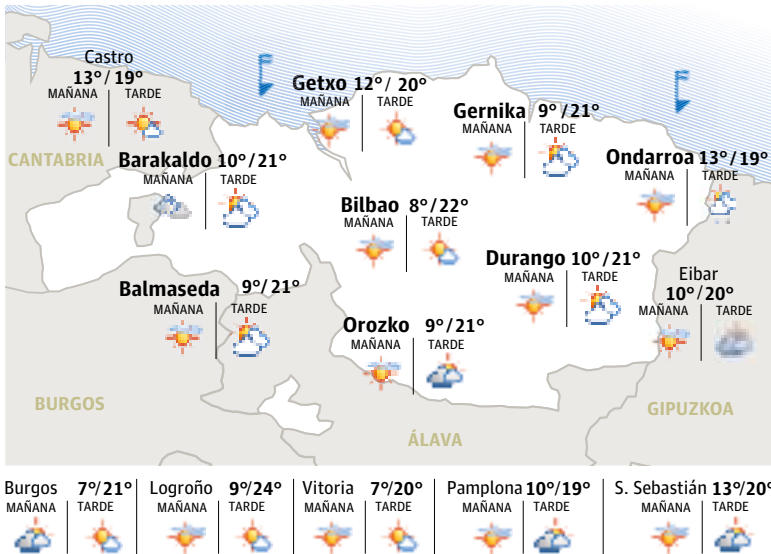 Castro
13°/19°
MAÑANA TARDE
Getxo 12°/ 20°
MAÑANA TARDE
Gernika 9°/21°
MAÑANA TARDE
CANTABRIA
Barakaldo 10°/21°
MAÑANA TARDE
Ondarroa 13°/19°
MAÑANA TARDE
Bilbao 8°/22°
MAÑANA TARDE
Durango 10°/21°
MAÑANA TARDE
Eibar
10°/20°
MAÑANA TARDE
Balmaseda 9°/21°
MAÑANA TARDE
Orozko 9°/21°
MAÑANA TARDE
BURGOS
GIPUZKOA
ÁLAVA
Burgos 7°/21°
MAÑANA TARDE
Logroño 9°/24°
MAÑANA TARDE
Vitoria 7°/20°
MAÑANA TARDE
Pamplona 10°/19°
MAÑANA TARDE
S. Sebastián 13°/20°
MAÑANA TARDE